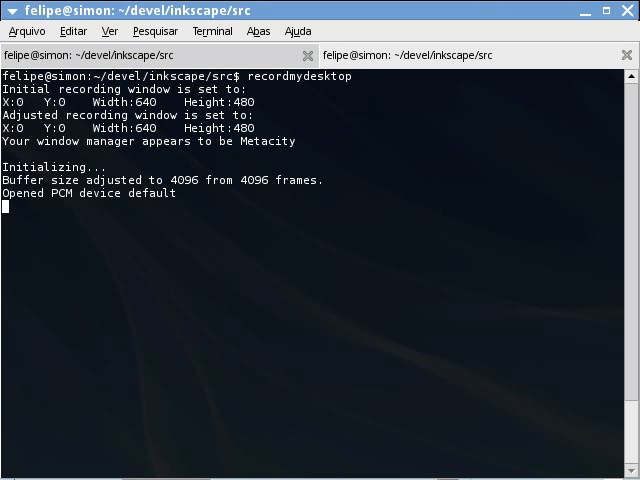 felipe@simon: ~/devel/inkscape/src
Arquivo Editar Ver Pesquisar Terminal Abas Ajuda
felipe@simon: ~/devel/inkscape/src felipe@simon: ~/devel/inkscape/src
felipe@simon:~/devel/inkscape/src$ recordmydesktop
Initial recording window is set to:
X:0   Y:0    Width:640    Height:480
Adjusted recording window is set to:
X:0   Y:0    Width:640    Height:480
Your window manager appears to be Metacity

Initializing...
Buffer size adjusted to 4096 from 4096 frames.
Opened PCM device default